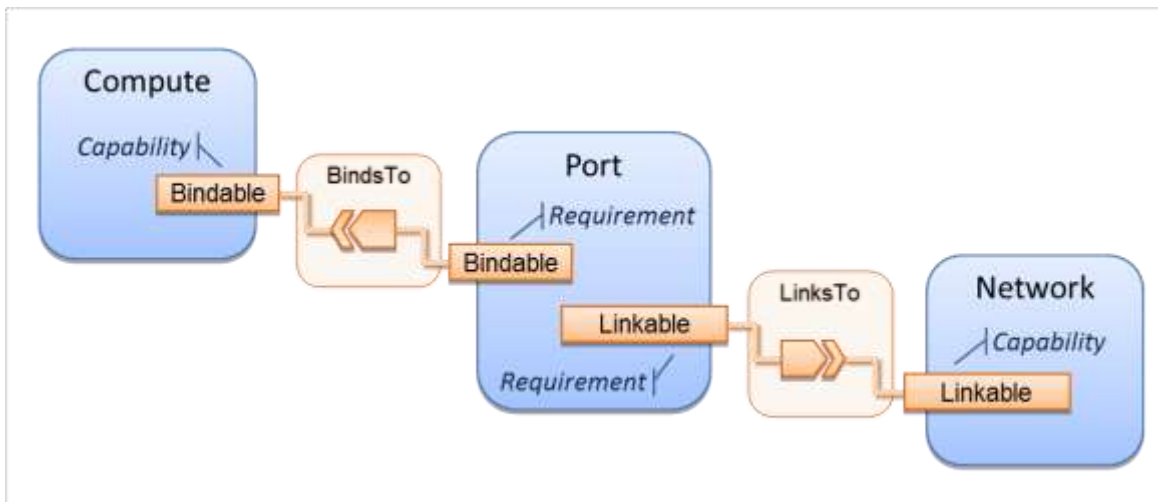 Compute
Capability
Bindable
BindsTo
Port
Requirement
Bindable
Linkable
Requirement
LinksTo
Network
Capability
Linkable